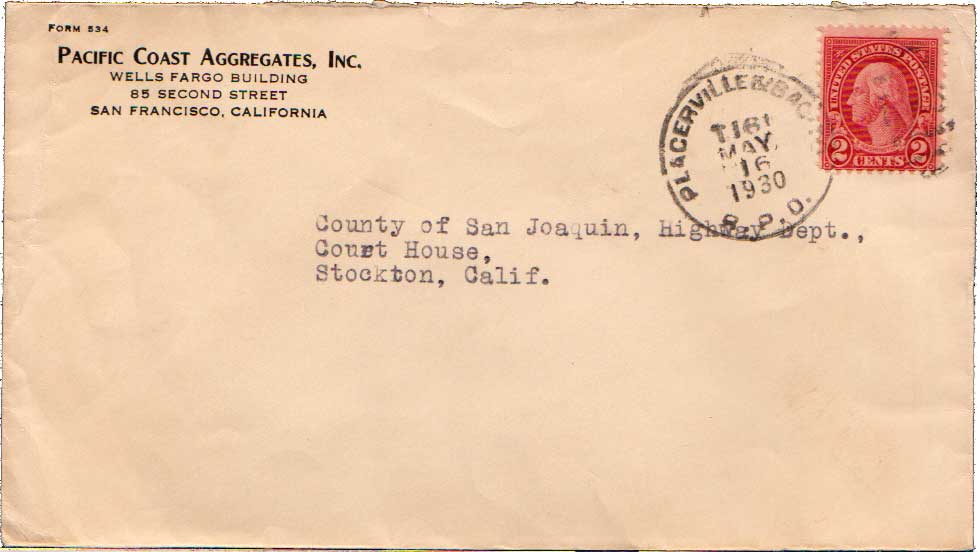 FORM 534
PACIFIC COAST AGGREGATES, INC.
WELLS FARGO BUILDING
85 SECOND STREET
SAN FRANCISCO, CALIFORNIA
PLACERVILLE & SAC
MAY
16
1930
R.P.O.
UNITED STATES POSTAGE
2 CENTS 2
County of San Joaquin, Highway Dept.,
Court House,
Stockton, Calif.